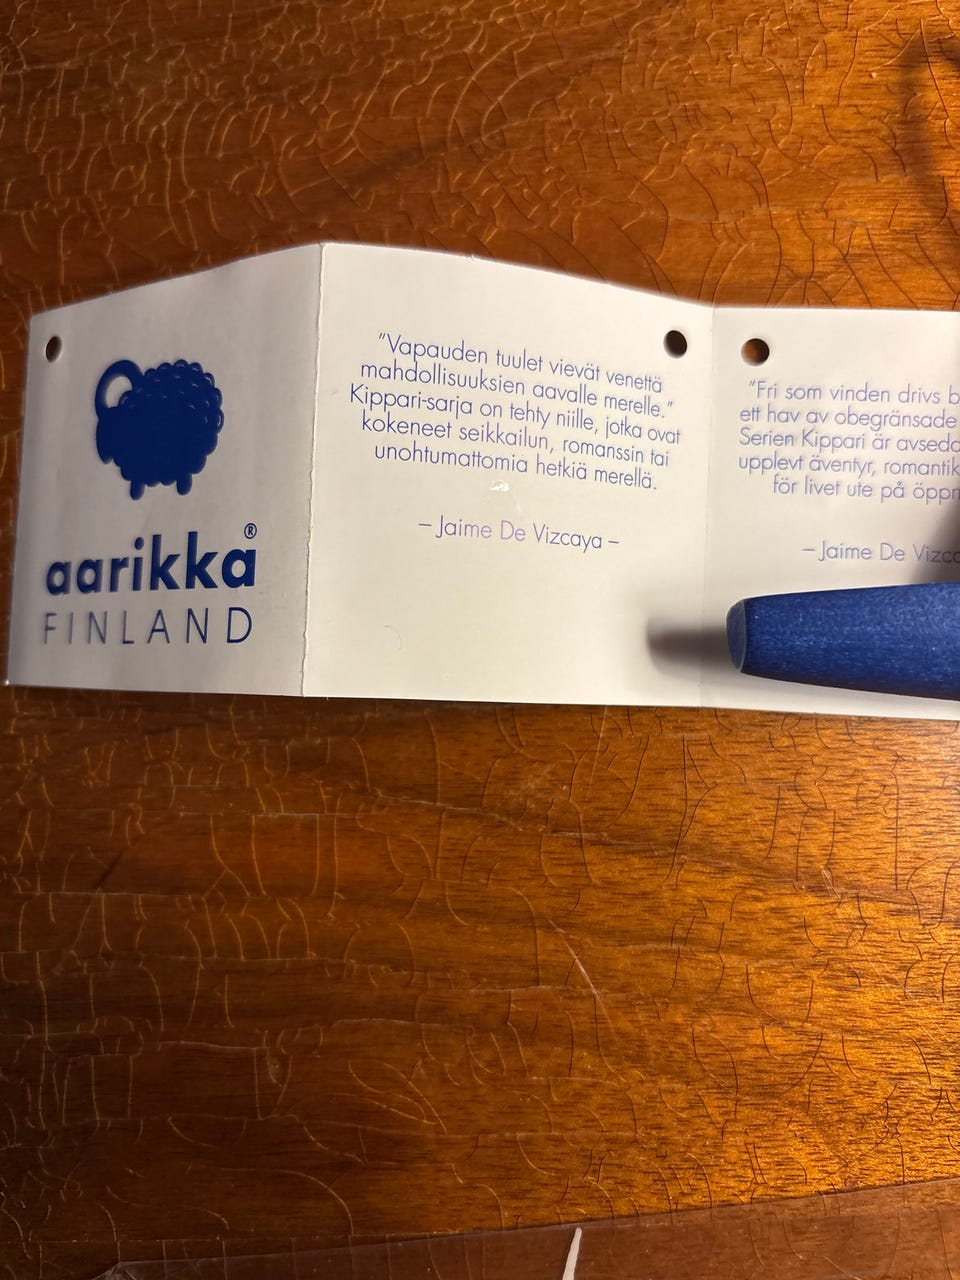 aarikka®
FINLAND
"Vapauden tuulet vievät venettä
mahdollisuuksien aavalle merelle."
Kippari-sarja on tehty niille, jotka ovat
kokeneet seikkailun, romanssin tai
unohtumattomia hetkiä merellä.
– Jaime De Vizcaya –
"Fri som vinden drivs
ett hav av obegränsade
Serien Kippari är
upplevt äventyr,
för livet ute på
– Jaime De